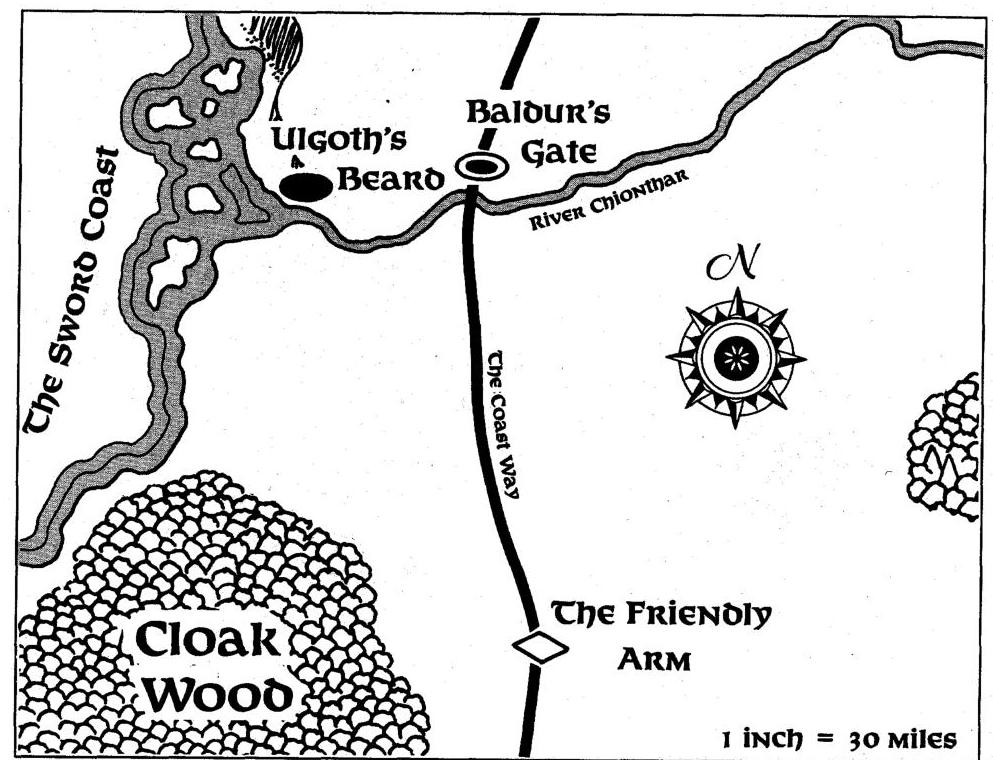 Baldur's
Gate
Ulgoth's
Beard
River Chionthar
The Sword Coast
N
The Coast Way
The Friendly
Arm
Cloak
Wood
1 inch = 30 miles